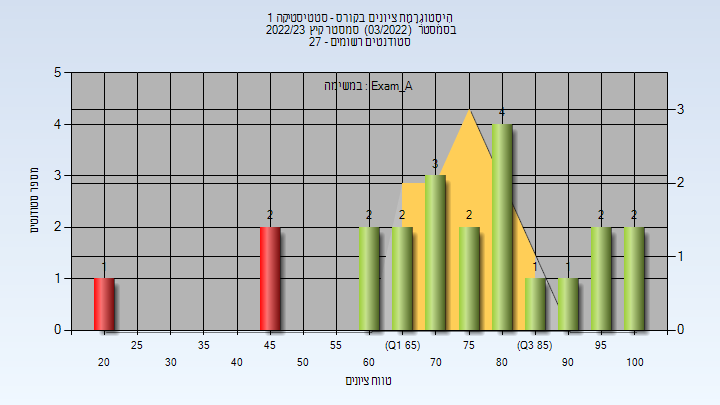 הִיסְטוֹגְרָמַת ציונים בקורס - סטטיסטיקה 1
בסמסטר (03/2022) סמסטר קיץ 2022/23
סטודנטים רשומים - 27
במשימה : Exam_A
מספר סטודנטים
5
4
3
2
1
0
3
2
1
0
1 2 2 2 3 2 4 1 1 2 2
25 35 45 55 (Q1 65) 75 (Q3 85) 95
20 30 40 50 60 70 80 90 100
טווח ציונים